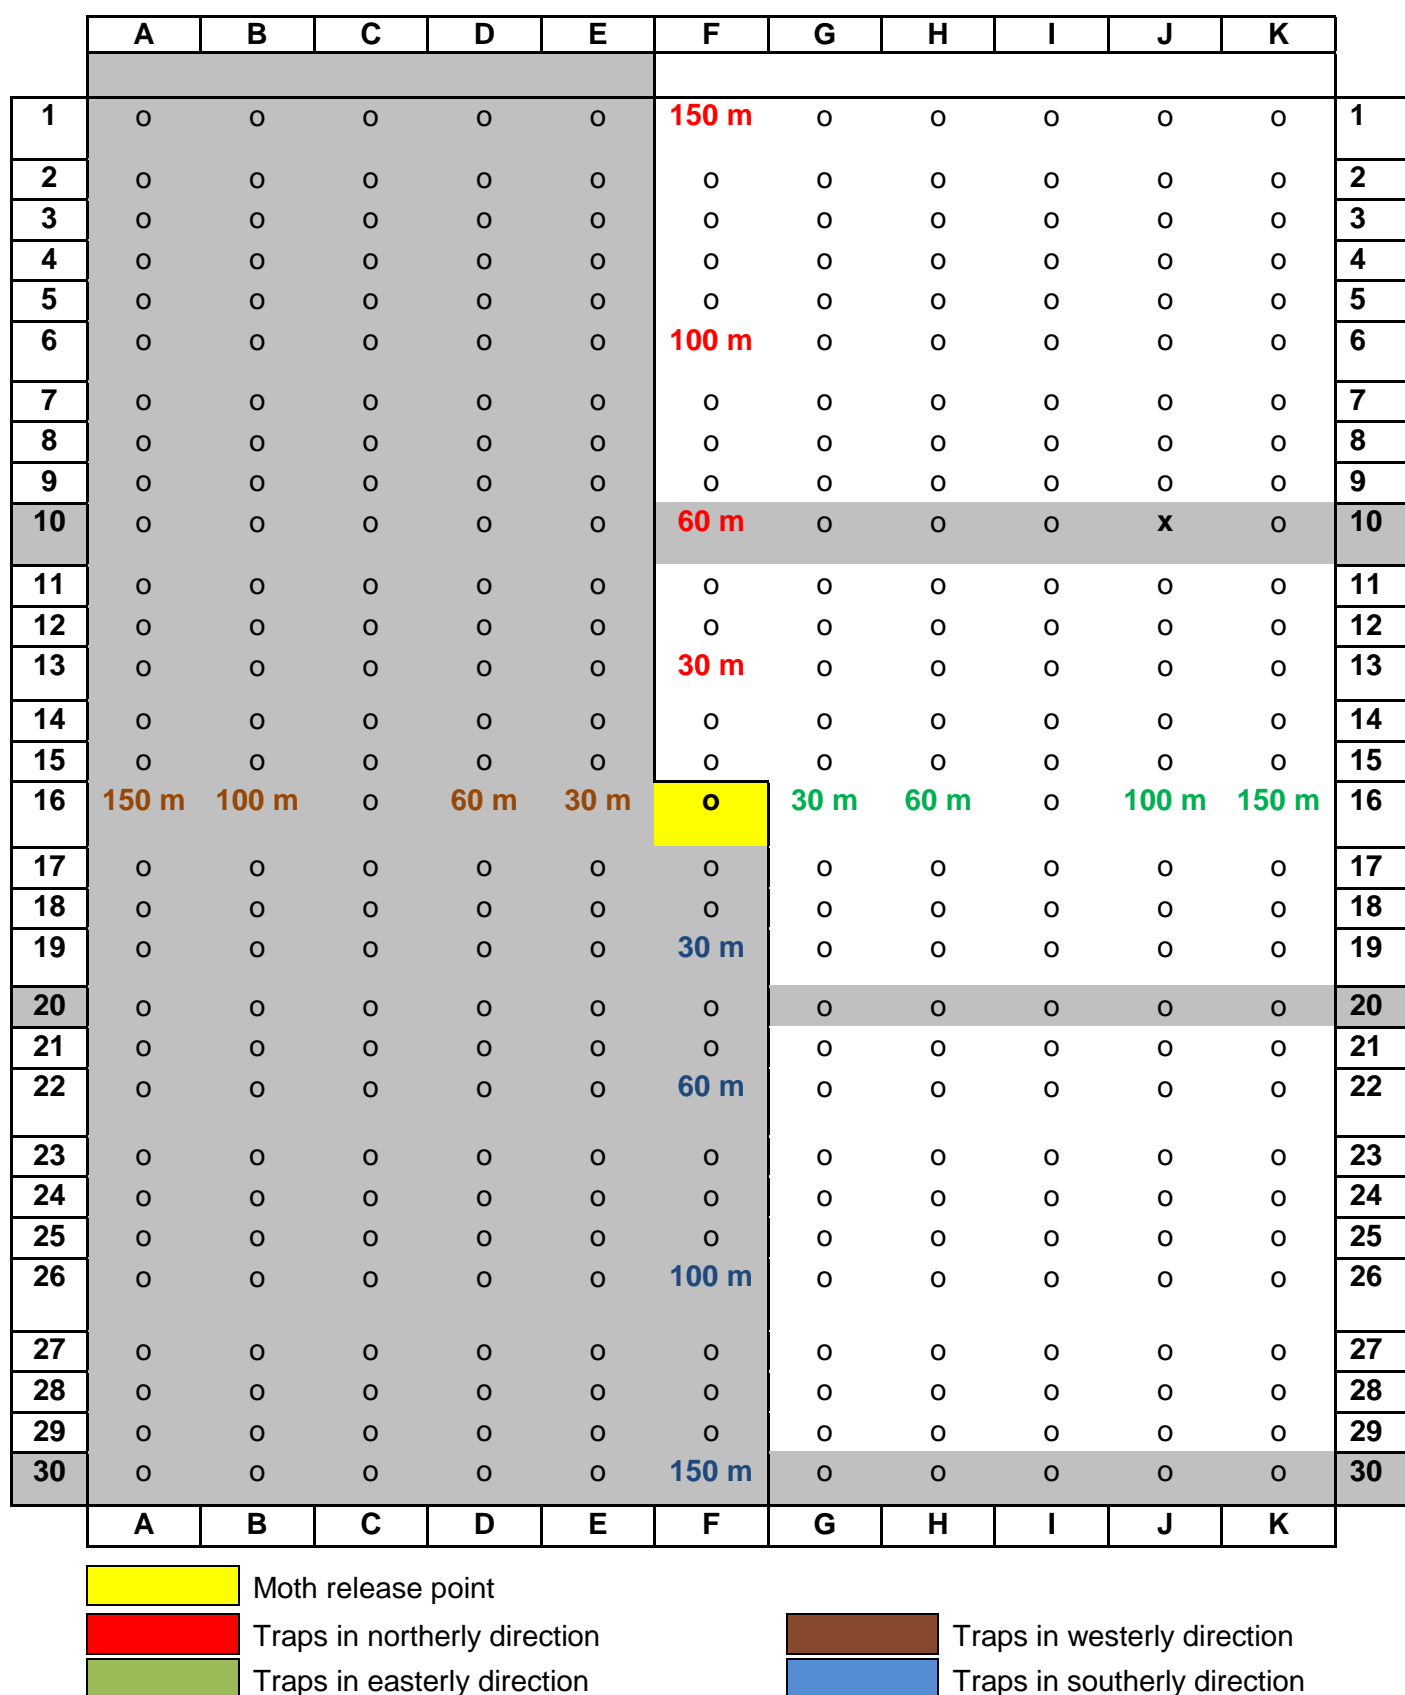 A B C D E F G H I J K
1 o o o o o 150 m o o o o o 1
2 o o o o o o o o o o o 2
3 o o o o o o o o o o o 3
4 o o o o o o o o o o o 4
5 o o o o o o o o o o o 5
6 o o o o o 100 m o o o o o 6
7 o o o o o o o o o o o 7
8 o o o o o o o o o o o 8
9 o o o o o o o o o o o 9
10 o o o o o 60 m o o o x o 10
11 o o o o o o o o o o o 11
12 o o o o o o o o o o o 12
13 o o o o o 30 m o o o o o 13
14 o o o o o o o o o o o 14
15 o o o o o o o o o o o 15
16 150 m 100 m o 60 m 30 m o 30 m 60 m o 100 m 150 m 16
17 o o o o o o o o o o o 17
18 o o o o o o o o o o o 18
19 o o o o o 30 m o o o o o 19
20 o o o o o o o o o o o 20
21 o o o o o o o o o o o 21
22 o o o o o 60 m o o o o o 22
23 o o o o o o o o o o o 23
24 o o o o o o o o o o o 24
25 o o o o o o o o o o o 25
26 o o o o o 100 m o o o o o 26
27 o o o o o o o o o o o 27
28 o o o o o o o o o o o 28
29 o o o o o o o o o o o 29
30 o o o o o 150 m o o o o o 30
A B C D E F G H I J K
Moth release point
Traps in northerly direction Traps in westerly direction
Traps in easterly direction Traps in southerly direction